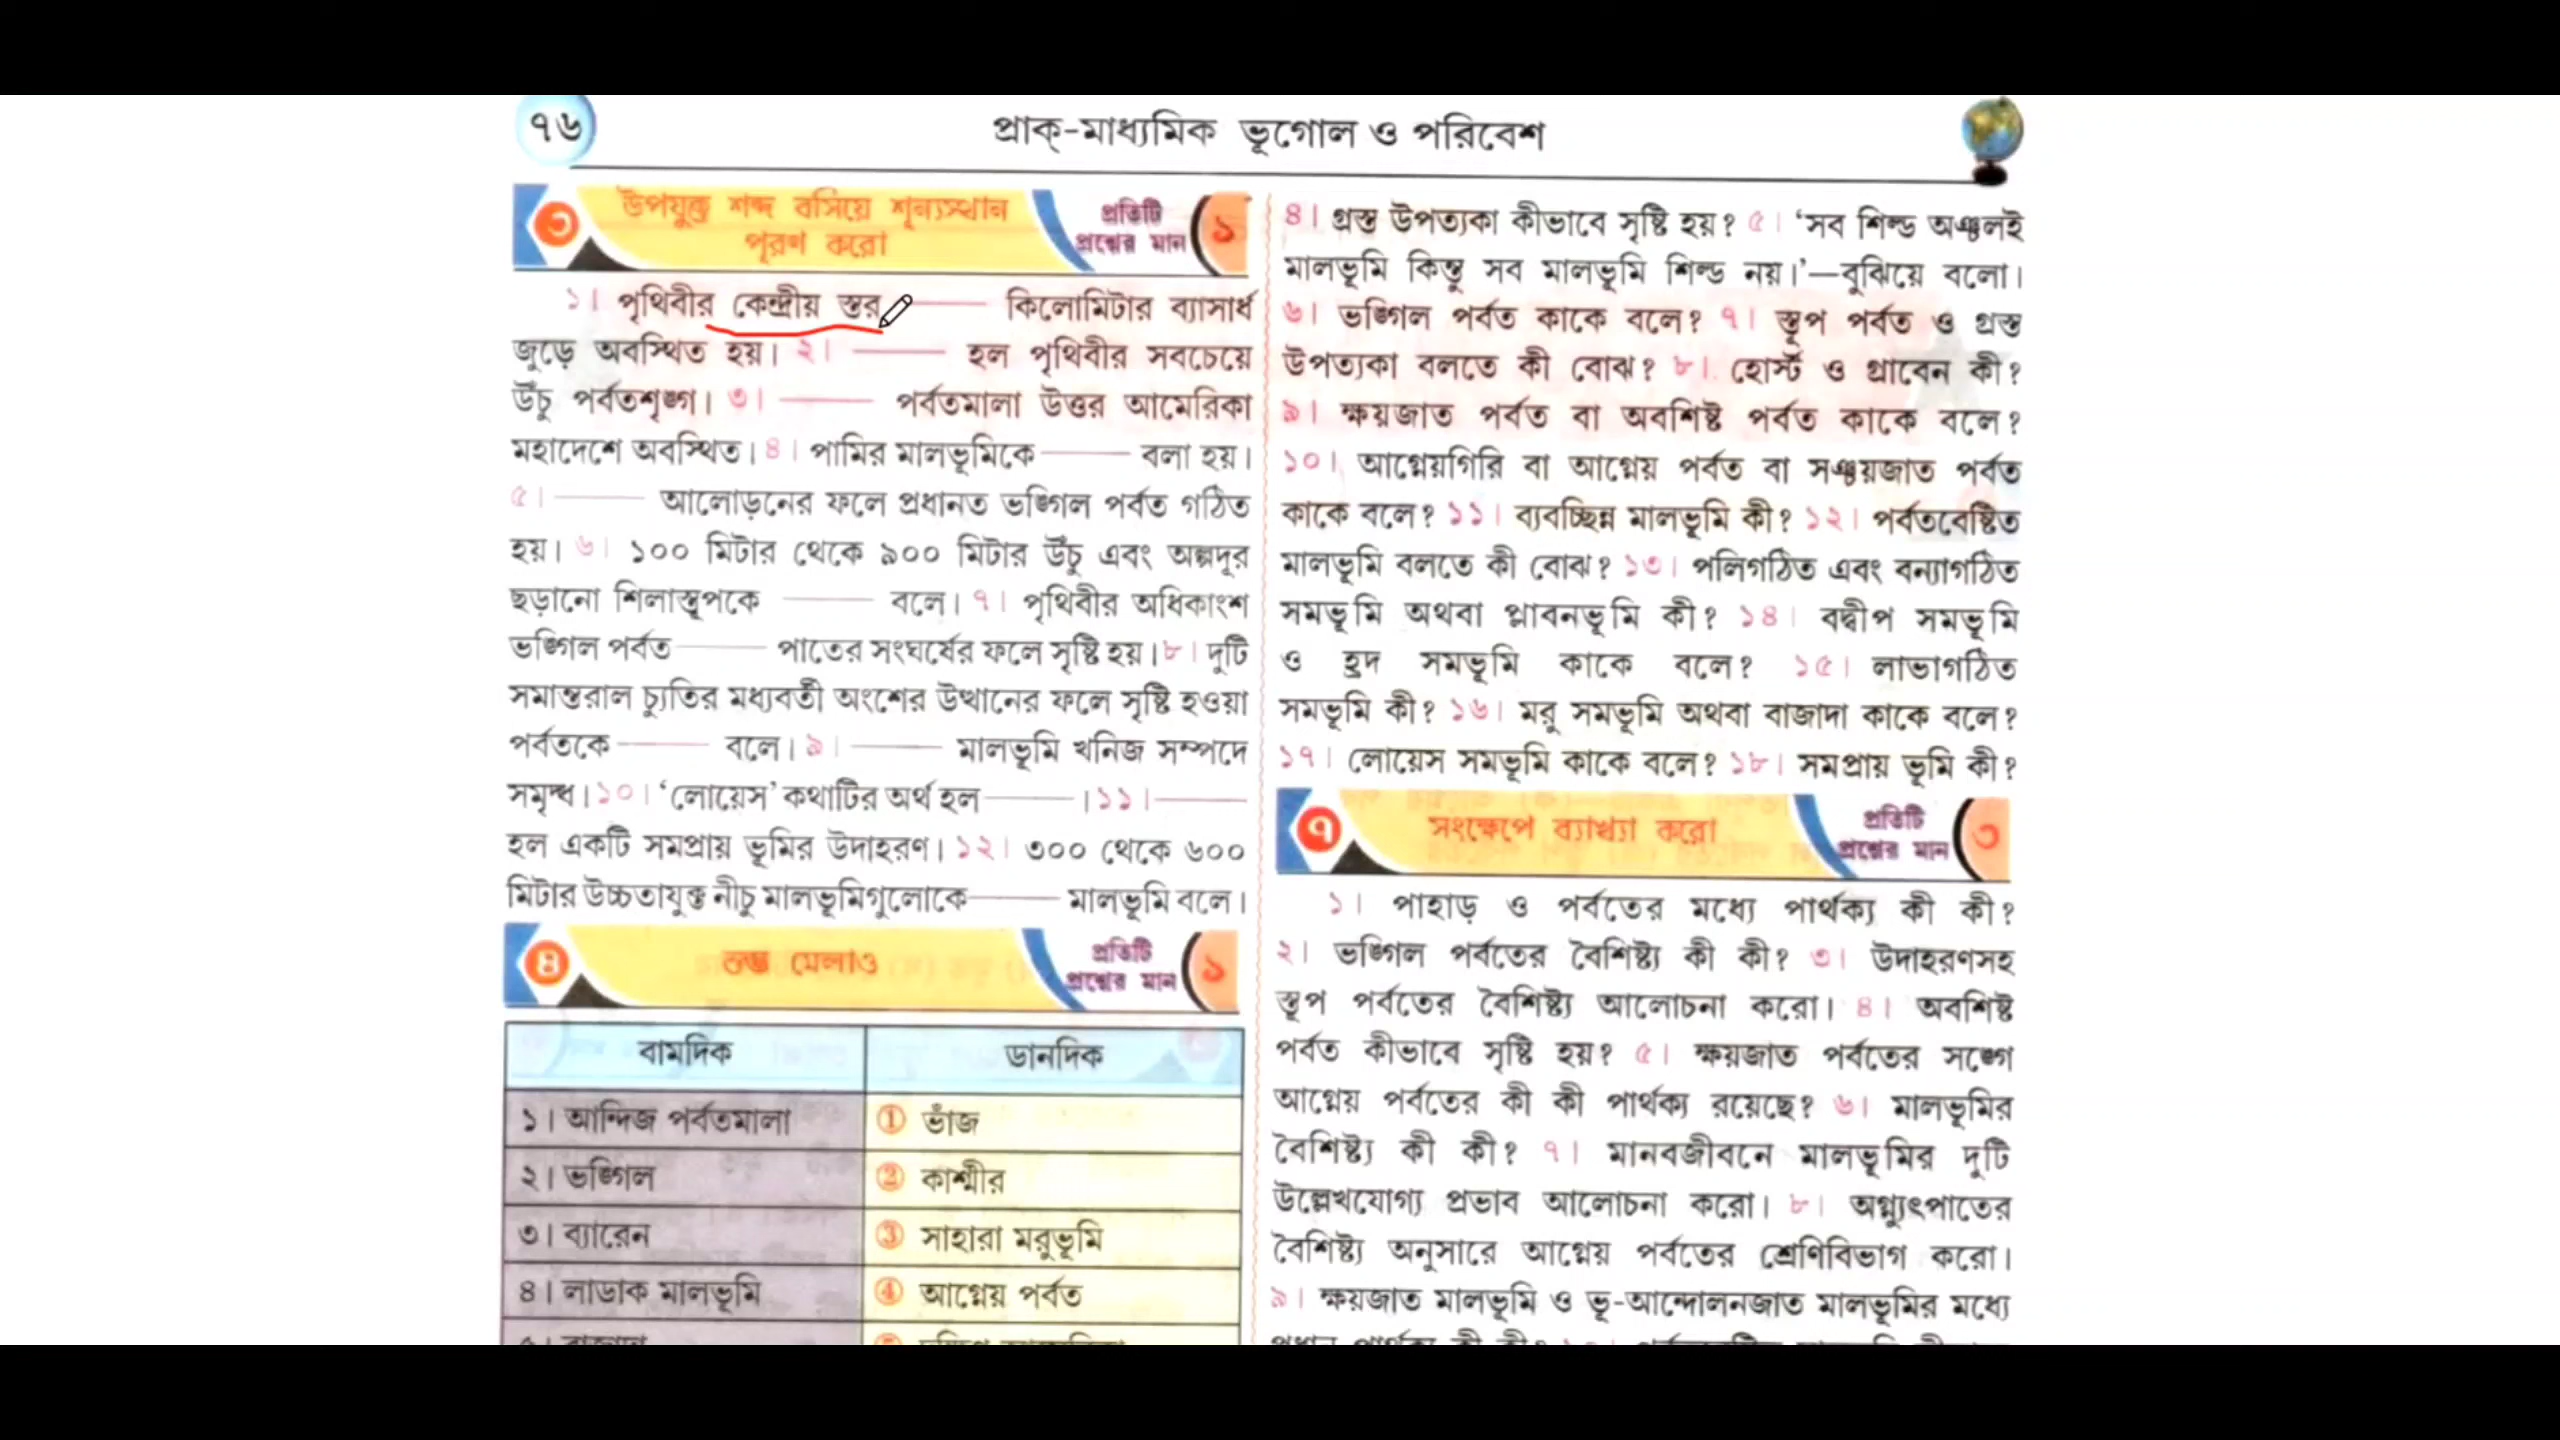 ৭৬
প্রাক্-মাধ্যমিক ভূগোল ও পরিবেশ
৩ উপযুক্ত শব্দ বসিয়ে শূন্যস্থান
পূরণ করো
প্রতিটি
প্রশ্নের মান
১
১। পৃথিবীর কেন্দ্রীয় স্তর —— কিলোমিটার ব্যাসার্ধ
জুড়ে অবস্থিত হয়। ২। —— হল পৃথিবীর সবচেয়ে
উঁচু পর্বতশৃঙ্গ। ৩। —— পর্বতমালা উত্তর আমেরিকা
মহাদেশে অবস্থিত। ৪। পামির মালভূমিকে —— বলা হয়।
৫। —— আলোড়নের ফলে প্রধানত ভঙ্গিল পর্বত গঠিত
হয়। ৬। ১০০ মিটার থেকে ৯০০ মিটার উঁচু এবং অল্পদূর
ছড়ানো শিলাস্তূপকে —— বলে। ৭। পৃথিবীর অধিকাংশ
ভঙ্গিল পর্বত —— পাতের সংঘর্ষের ফলে সৃষ্টি হয়। ৮। দুটি
সমান্তরাল চ্যুতির মধ্যবর্তী অংশের উত্থানের ফলে সৃষ্টি হওয়া
পর্বতকে —— বলে। ৯। —— মালভূমি খনিজ সম্পদে
সমৃদ্ধ। ১০। ‘লোয়েস’ কথাটির অর্থ হল —— । ১১। ——
হল একটি সমপ্রায় ভূমির উদাহরণ। ১২। ৩০০ থেকে ৬০০
মিটার উচ্চতাযুক্ত নীচু মালভূমিগুলোকে —— মালভূমি বলে।
৪ স্তম্ভ মেলাও
প্রতিটি
প্রশ্নের মান
১
বামদিক ডানদিক
১। আন্দিজ পর্বতমালা ① ভাঁজ
২। ভঙ্গিল ② কাশ্মীর
৩। ব্যারেন ③ সাহারা মরুভূমি
৪। লাডাক মালভূমি ④ আগ্নেয় পর্বত
৪। গ্রস্ত উপত্যকা কীভাবে সৃষ্টি হয়? ৫। ‘সব শিল্ড অঞ্চলই
মালভূমি কিন্তু সব মালভূমি শিল্ড নয়।’—বুঝিয়ে বলো।
৬। ভঙ্গিল পর্বত কাকে বলে? ৭। স্তূপ পর্বত ও গ্রস্ত
উপত্যকা বলতে কী বোঝ? ৮। হোর্স্ট ও গ্রাবেন কী?
৯। ক্ষয়জাত পর্বত বা অবশিষ্ট পর্বত কাকে বলে?
১০। আগ্নেয়গিরি বা আগ্নেয় পর্বত বা সঞ্চয়জাত পর্বত
কাকে বলে? ১১। ব্যবচ্ছিন্ন মালভূমি কী? ১২। পর্বতবেষ্টিত
মালভূমি বলতে কী বোঝ? ১৩। পলিগঠিত এবং বন্যাগঠিত
সমভূমি অথবা প্লাবনভূমি কী? ১৪। বদ্বীপ সমভূমি
ও হ্রদ সমভূমি কাকে বলে? ১৫। লাভাগঠিত
সমভূমি কী? ১৬। মরু সমভূমি অথবা বাজাদা কাকে বলে?
১৭। লোয়েস সমভূমি কাকে বলে? ১৮। সমপ্রায় ভূমি কী?
৭ সংক্ষেপে ব্যাখ্যা করো
প্রতিটি
প্রশ্নের মান
৩
১। পাহাড় ও পর্বতের মধ্যে পার্থক্য কী কী?
২। ভঙ্গিল পর্বতের বৈশিষ্ট্য কী কী? ৩। উদাহরণসহ
স্তূপ পর্বতের বৈশিষ্ট্য আলোচনা করো। ৪। অবশিষ্ট
পর্বত কীভাবে সৃষ্টি হয়? ৫। ক্ষয়জাত পর্বতের সঙ্গে
আগ্নেয় পর্বতের কী কী পার্থক্য রয়েছে? ৬। মালভূমির
বৈশিষ্ট্য কী কী? ৭। মানবজীবনে মালভূমির দুটি
উল্লেখযোগ্য প্রভাব আলোচনা করো। ৮। অগ্ন্যুৎপাতের
বৈশিষ্ট্য অনুসারে আগ্নেয় পর্বতের শ্রেণিবিভাগ করো।
৯। ক্ষয়জাত মালভূমি ও ভূ-আন্দোলনজাত মালভূমির মধ্যে